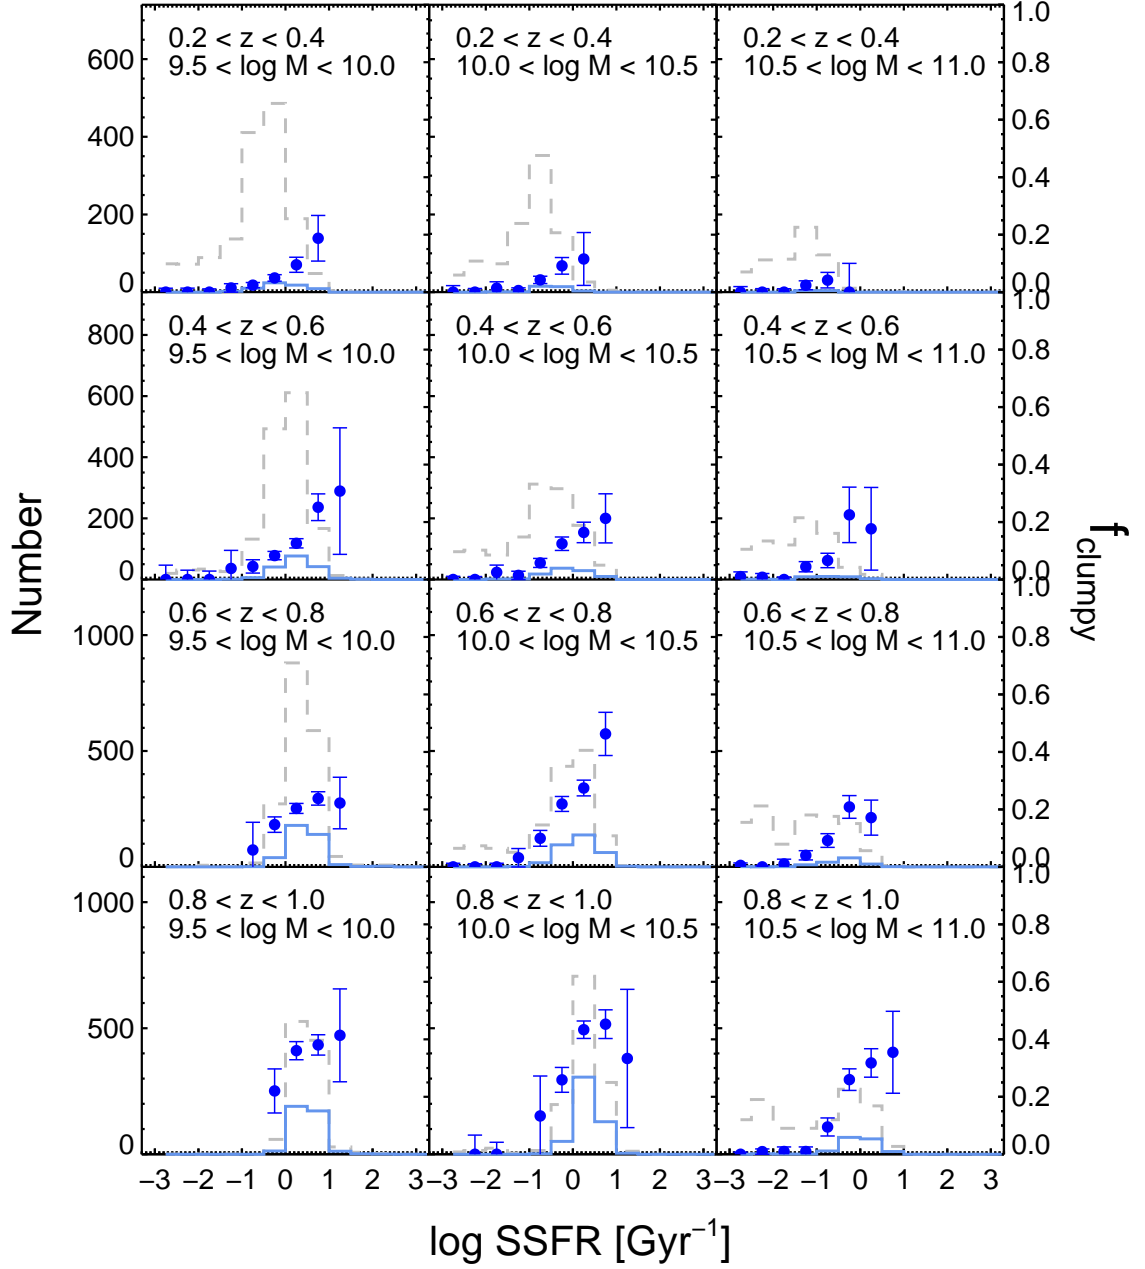 0.2 < z < 0.4
9.5 < log M < 10.0
0.2 < z < 0.4
10.0 < log M < 10.5
0.2 < z < 0.4
10.5 < log M < 11.0
600
400
200
0
1.0
0.8
0.6
0.4
0.2
0.0
0.4 < z < 0.6
9.5 < log M < 10.0
0.4 < z < 0.6
10.0 < log M < 10.5
0.4 < z < 0.6
10.5 < log M < 11.0
800
600
400
200
0
1.0
0.8
0.6
0.4
0.2
0.0
0.6 < z < 0.8
9.5 < log M < 10.0
0.6 < z < 0.8
10.0 < log M < 10.5
0.6 < z < 0.8
10.5 < log M < 11.0
1000
500
0
1.0
0.8
0.6
0.4
0.2
0.0
0.8 < z < 1.0
9.5 < log M < 10.0
0.8 < z < 1.0
10.0 < log M < 10.5
0.8 < z < 1.0
10.5 < log M < 11.0
1000
500
0
1.0
0.8
0.6
0.4
0.2
0.0
−3 −2 −1 0 1 2 −3 −2 −1 0 1 2 −3 −2 −1 0 1 2 3
Number
fclumpy
log SSFR [Gyr−1]